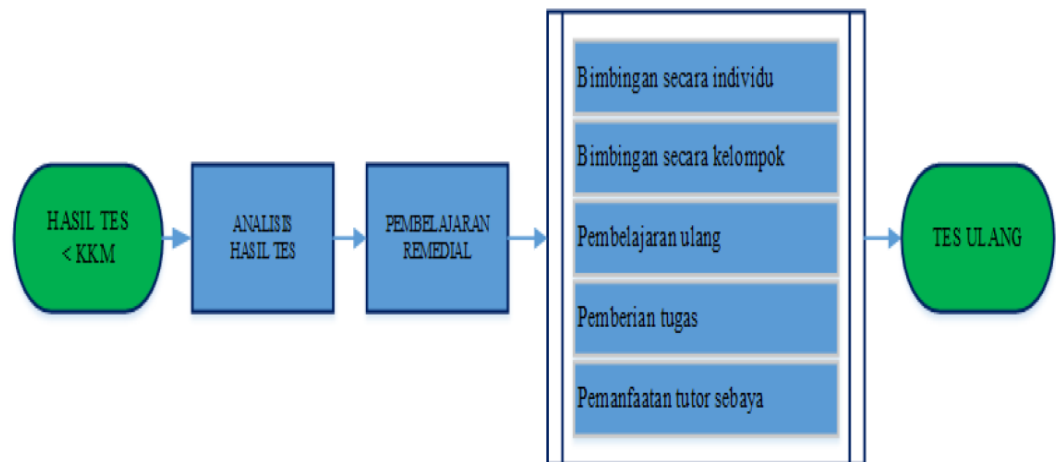 HASIL TES
< KKM
ANALISIS
HASIL TES
PEMBELAJARAN
REMEDIAL
Bimbingan secara individu
Bimbingan secara kelompok
Pembelajaran ulang
Pemberian tugas
Pemanfaatan tutor sebaya
TES ULANG